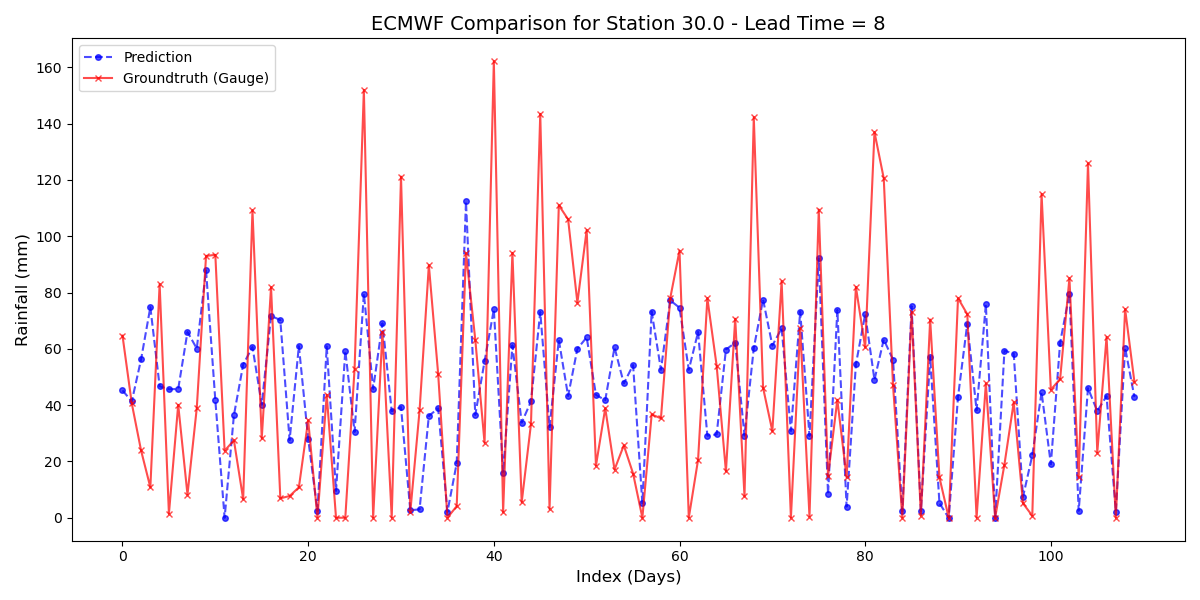 ECMWF Comparison for Station 30.0 - Lead Time = 8
Prediction
Groundtruth (Gauge)
Rainfall (mm)
160
140
120
100
80
60
40
20
0
0 20 40 60 80 100
Index (Days)